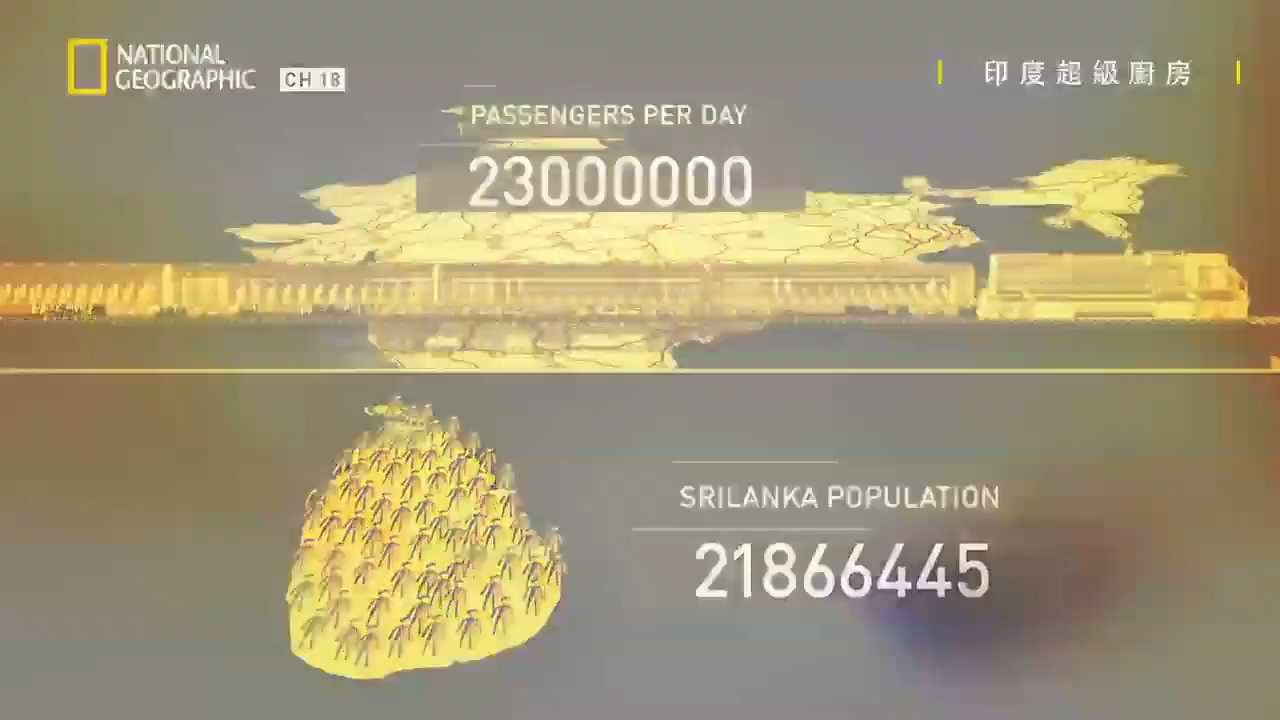 NATIONAL
GEOGRAPHIC
CH 18
印度超級廚房
PASSENGERS PER DAY
23000000
SRILANKA POPULATION
21866445